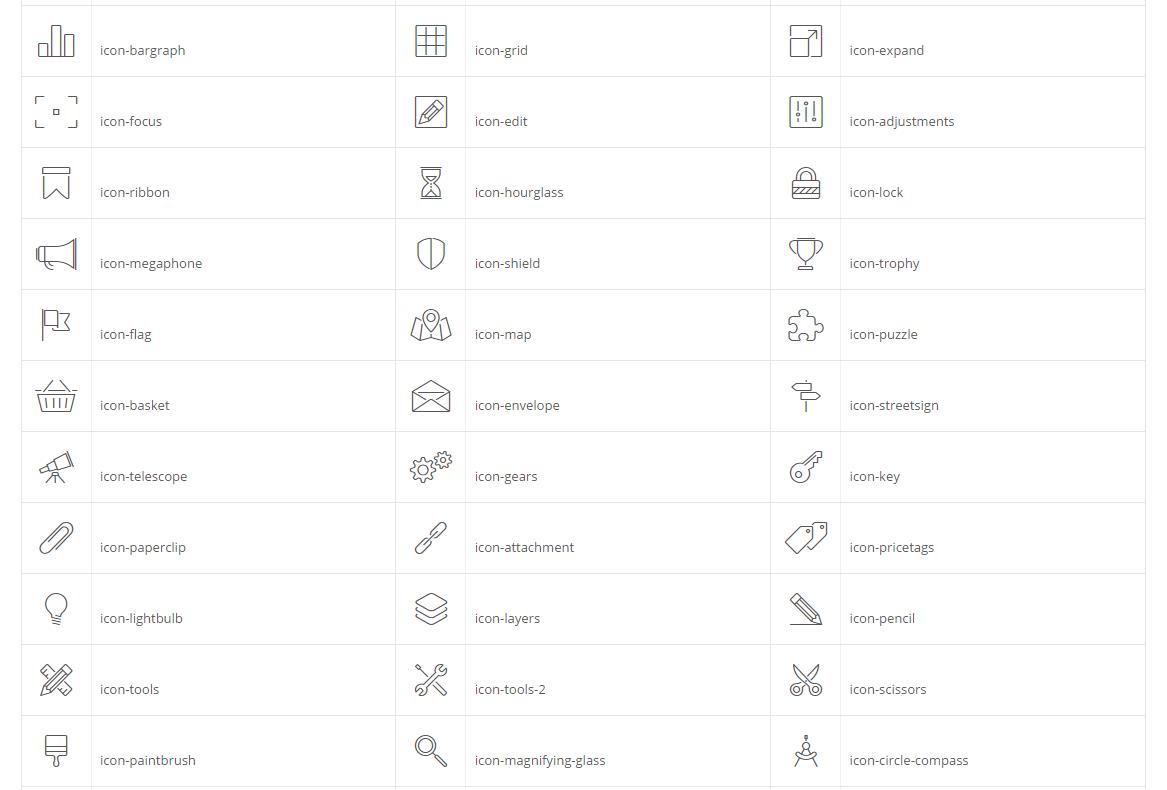 icon-bargraph icon-grid icon-expand
icon-focus icon-edit icon-adjustments
icon-ribbon icon-hourglass icon-lock
icon-megaphone icon-shield icon-trophy
icon-flag icon-map icon-puzzle
icon-basket icon-envelope icon-streetsign
icon-telescope icon-gears icon-key
icon-paperclip icon-attachment icon-pricetags
icon-lightbulb icon-layers icon-pencil
icon-tools icon-tools-2 icon-scissors
icon-paintbrush icon-magnifying-glass icon-circle-compass